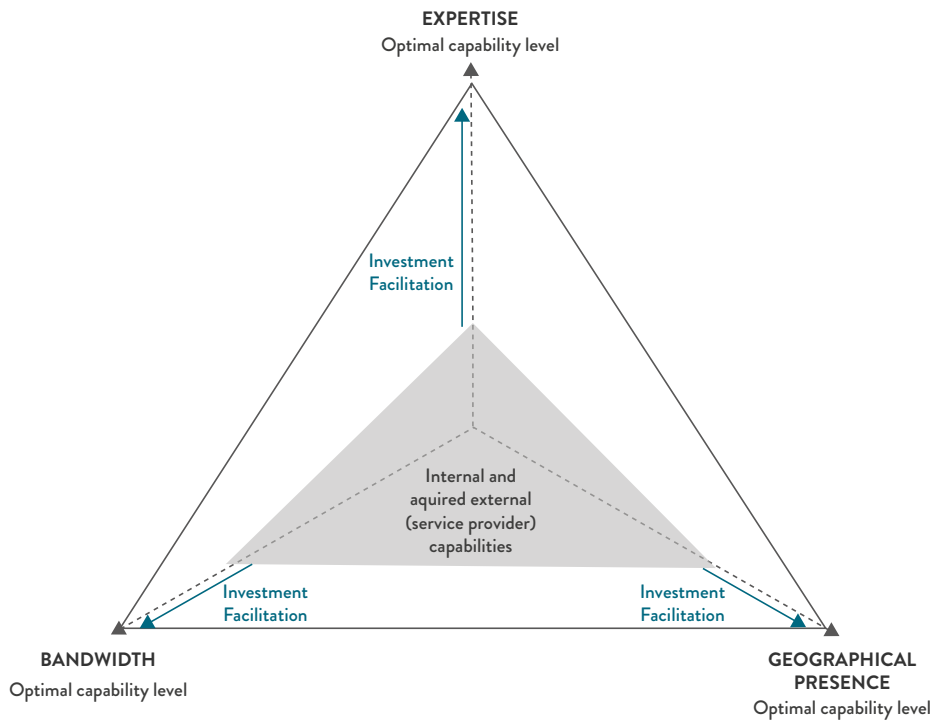 EXPERTISE
Optimal capability level
Investment
Facilitation
Internal and
aquired external
(service provider)
capabilities
Investment
Facilitation
Investment
Facilitation
BANDWIDTH
Optimal capability level
GEOGRAPHICAL
PRESENCE
Optimal capability level